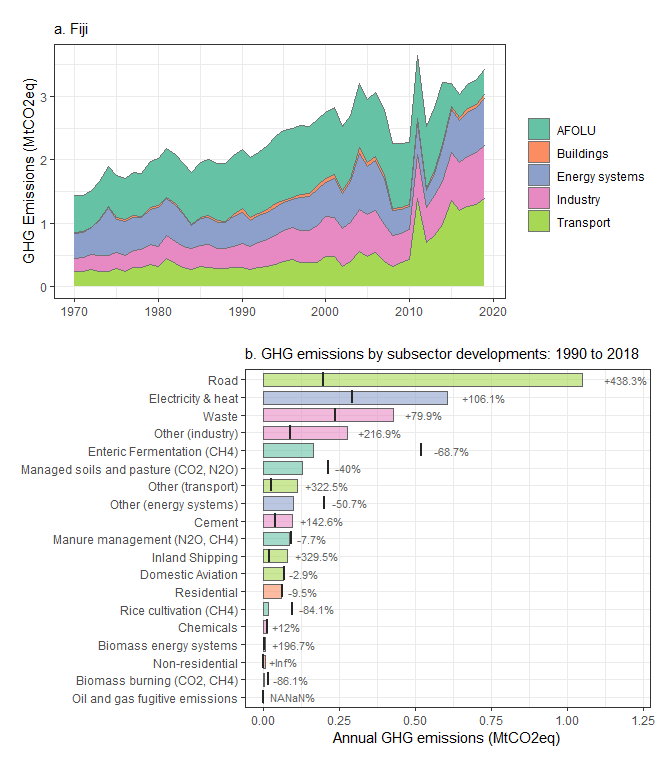 a. Fiji
GHG Emissions (MtCO2eq)
3
2
1
0
1970
1980
1990
2000
2010
2020
AFOLU
Buildings
Energy systems
Industry
Transport
b. GHG emissions by subsector developments: 1990 to 2018
Road +438.3%
Electricity & heat +106.1%
Waste +79.9%
Other (industry) +216.9%
Enteric Fermentation (CH4) -68.7%
Managed soils and pasture (CO2, N2O) -40%
Other (transport) +322.5%
Other (energy systems) -50.7%
Cement +142.6%
Manure management (N2O, CH4) -7.7%
Inland Shipping +329.5%
Domestic Aviation -2.9%
Residential -9.5%
Rice cultivation (CH4) -84.1%
Chemicals +12%
Biomass energy systems +196.7%
Non-residential +Inf%
Biomass burning (CO2, CH4) -86.1%
Oil and gas fugitive emissions NANaN%
0.00 0.25 0.50 0.75 1.00 1.25
Annual GHG emissions (MtCO2eq)